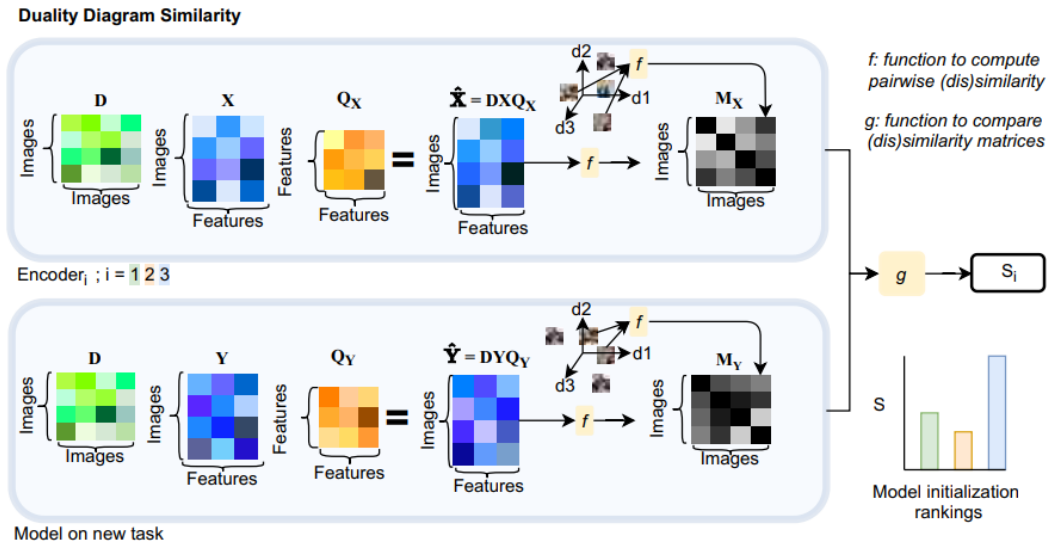 Duality Diagram Similarity
D
X
Q_X
X̂ = DXQ_X
d2
f
d1
d3
M_X
Images
Images
Images
Features
Features
Features
=
Images
Features
f
Images
Images
f: function to compute
pairwise (dis)similarity
g: function to compare
(dis)similarity matrices
Encoder_i ; i = 1 2 3
g
S_i
D
Y
Q_Y
Ŷ = DYQ_Y
d2
f
d1
d3
M_Y
Images
Images
Images
Features
Features
Features
=
Images
Features
f
Images
Images
S
Model initialization
rankings
Model on new task